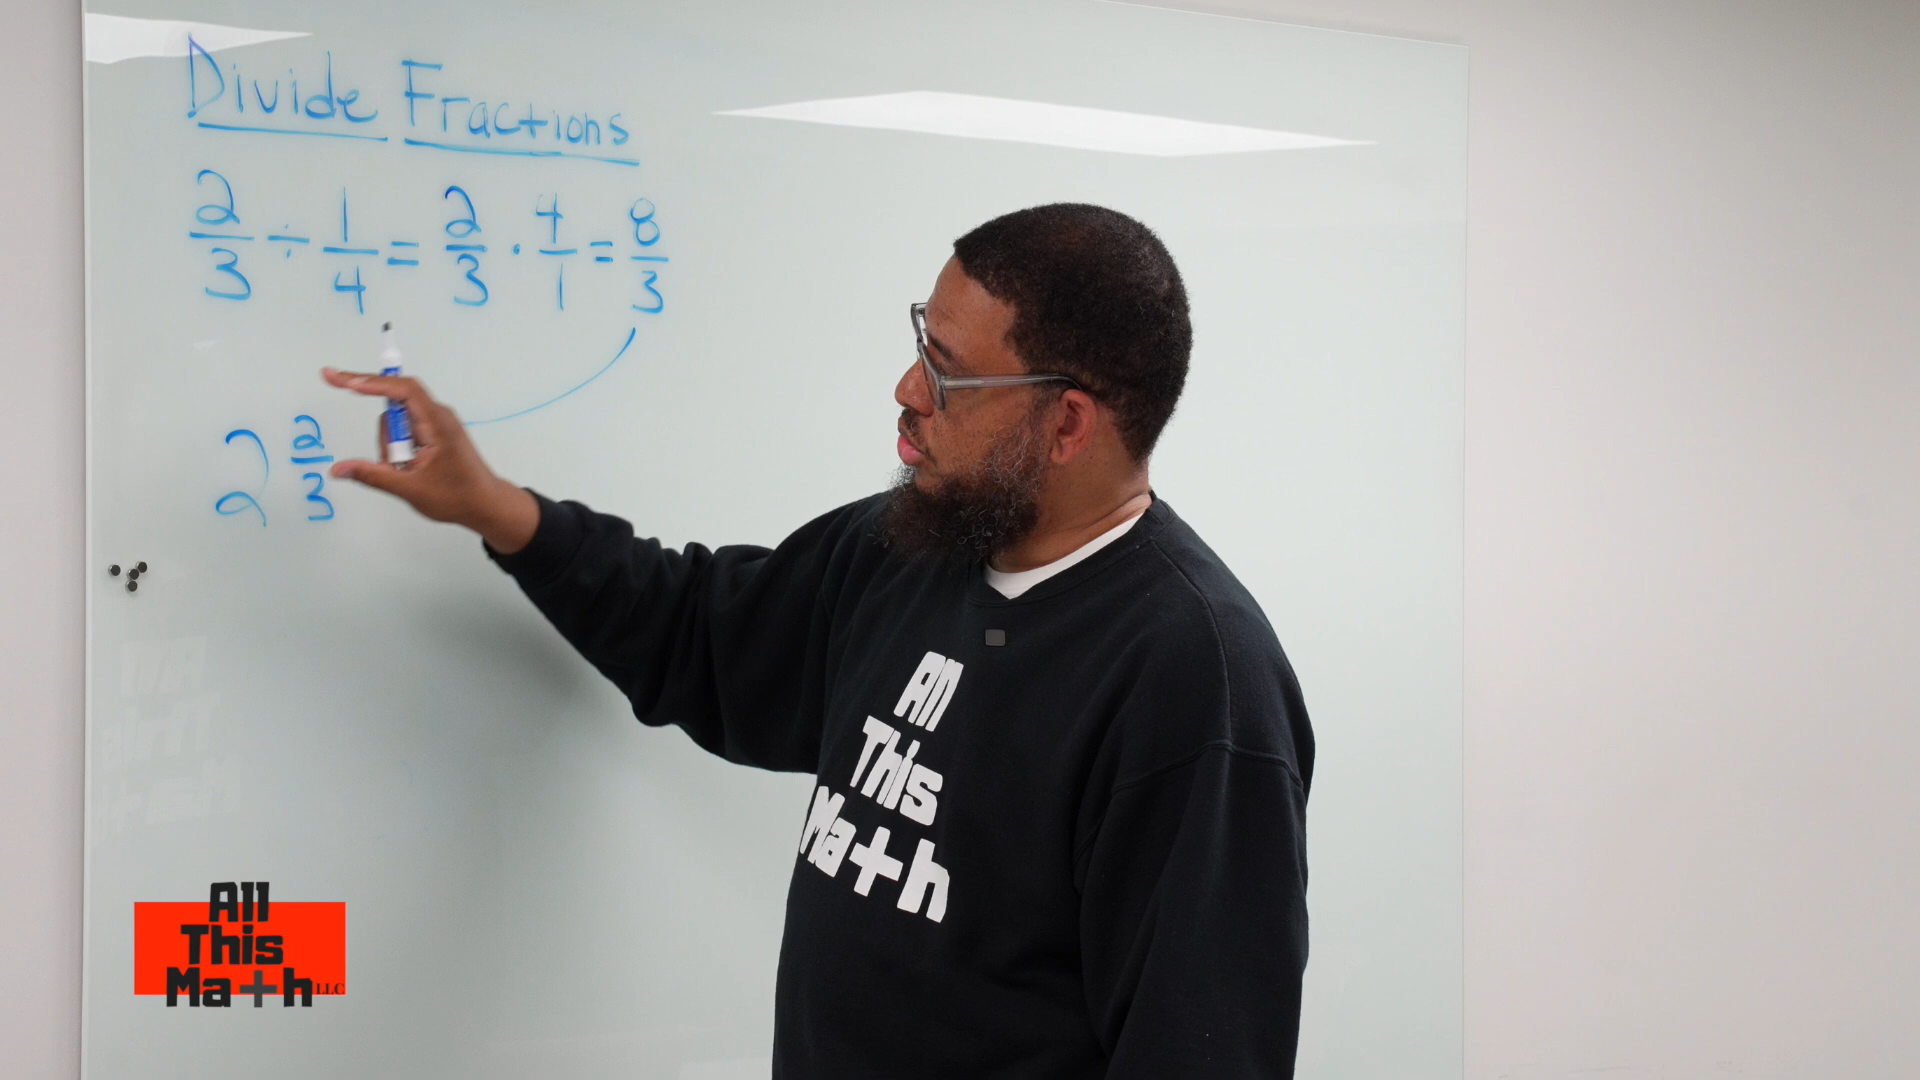 Divide Fractions
2/3 ÷ 1/4 = 2/3 · 4/1 = 8/3
2 2/3
All
This
Math
All
This
Math LLC